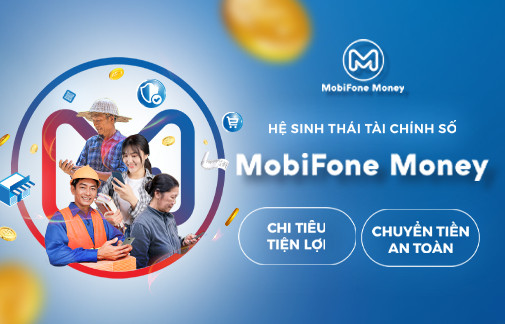 MobiFone Money
HỆ SINH THÁI TÀI CHÍNH SỐ
MobiFone Money
CHI TIÊU
TIỆN LỢI
CHUYỂN TIỀN
AN TOÀN